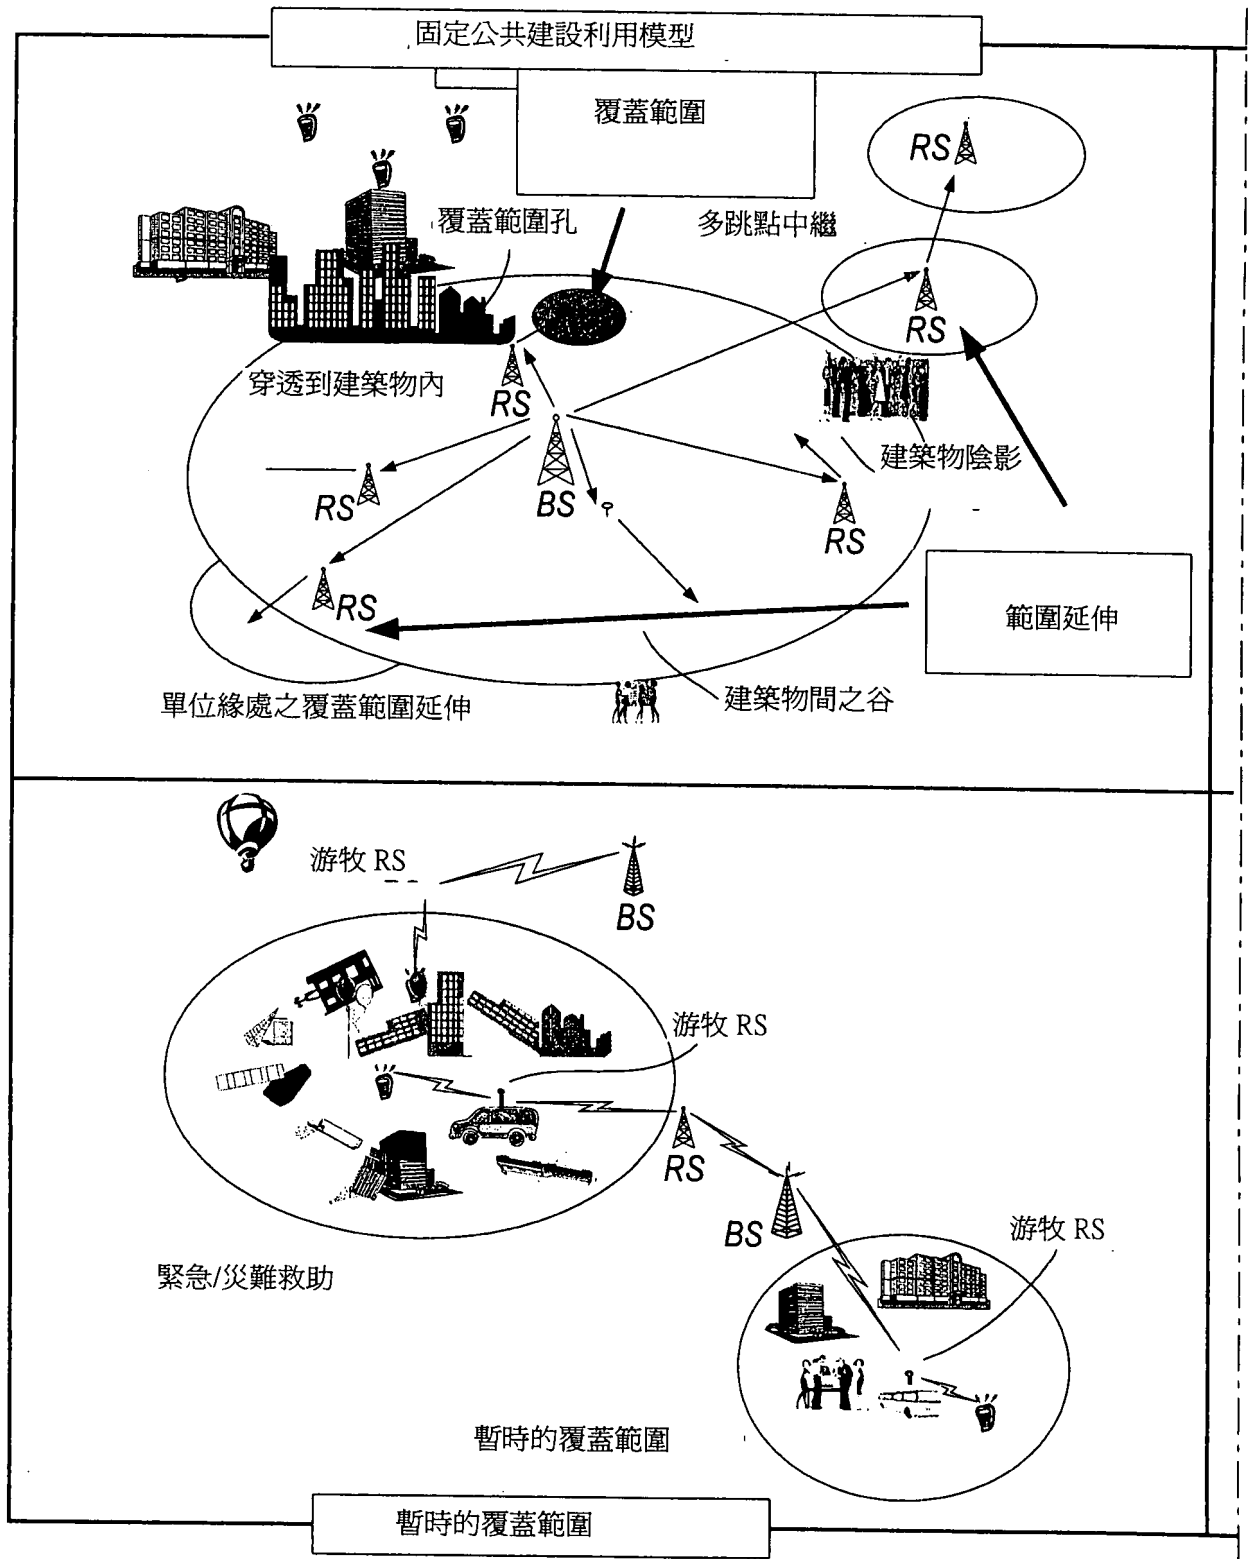 固定公共建設利用模型
覆蓋範圍
RS
覆蓋範圍孔
多跳點中繼
RS
穿透到建築物內
RS
建築物陰影
RS
BS
RS
RS
範圍延伸
單位緣處之覆蓋範圍延伸
建築物間之谷
游牧 RS
BS
游牧 RS
RS
BS
游牧 RS
緊急/災難救助
暫時的覆蓋範圍
暫時的覆蓋範圍